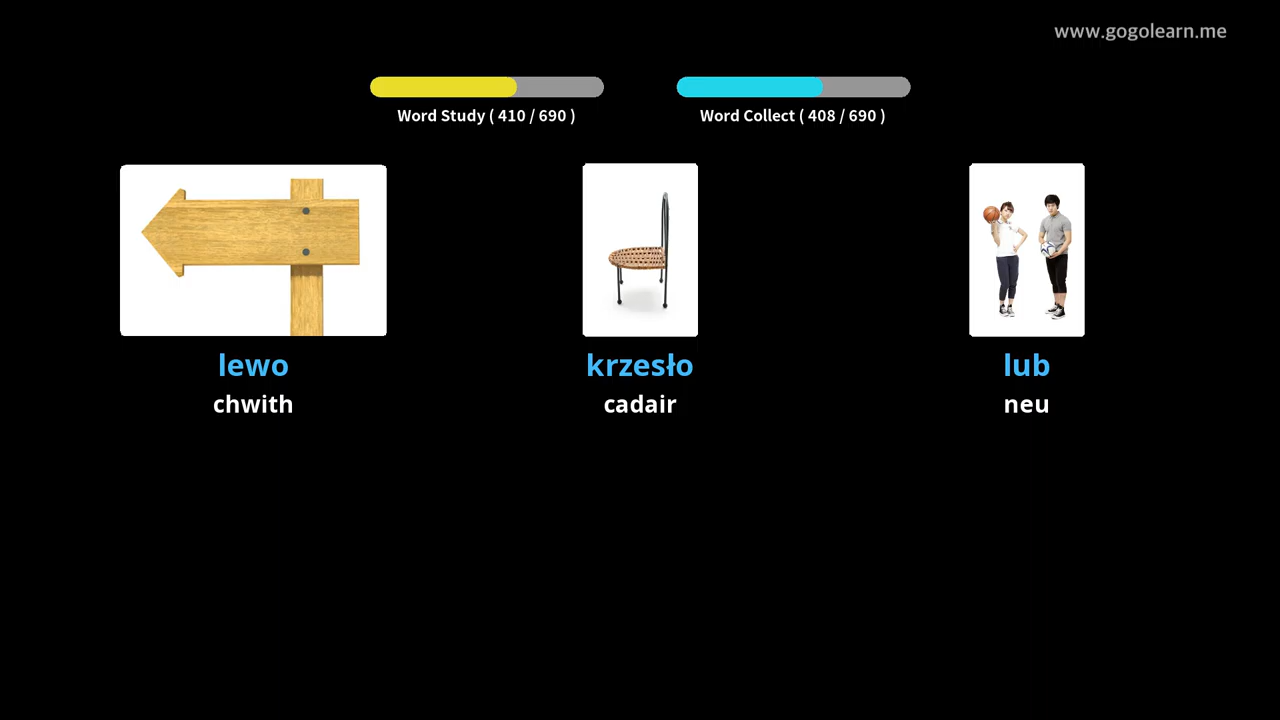 www.gogolearn.me
Word Study ( 410 / 690 )
Word Collect ( 408 / 690 )
lewo
krzesło
lub
chwith
cadair
neu